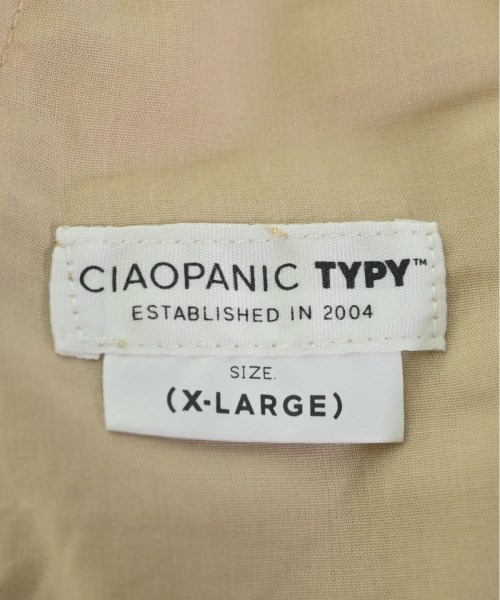 CIAOPANIC TYPY™
ESTABLISHED IN 2004
SIZE.
(X-LARGE)